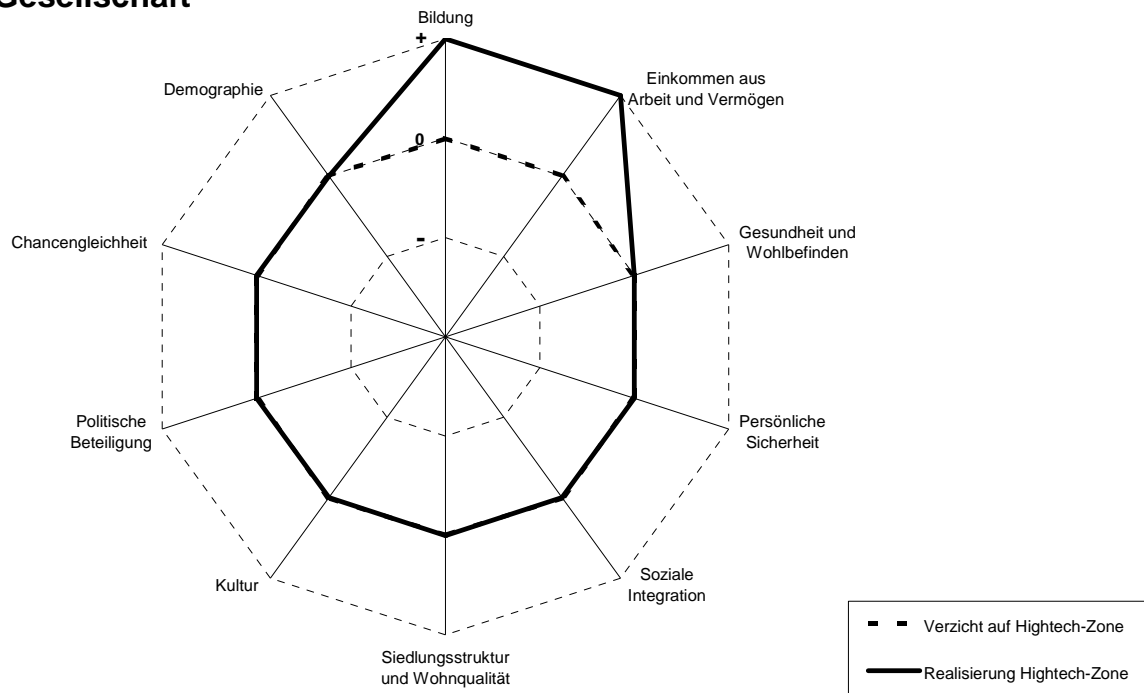 Gesellschaft
Bildung
+
Einkommen aus
Arbeit und Vermögen
Demographie
0
Gesundheit und
Wohlbefinden
Chancengleichheit
-
Persönliche
Sicherheit
Politische
Beteiligung
Soziale
Integration
Kultur
Siedlungsstruktur
und Wohnqualität
Verzicht auf Hightech-Zone
Realisierung Hightech-Zone